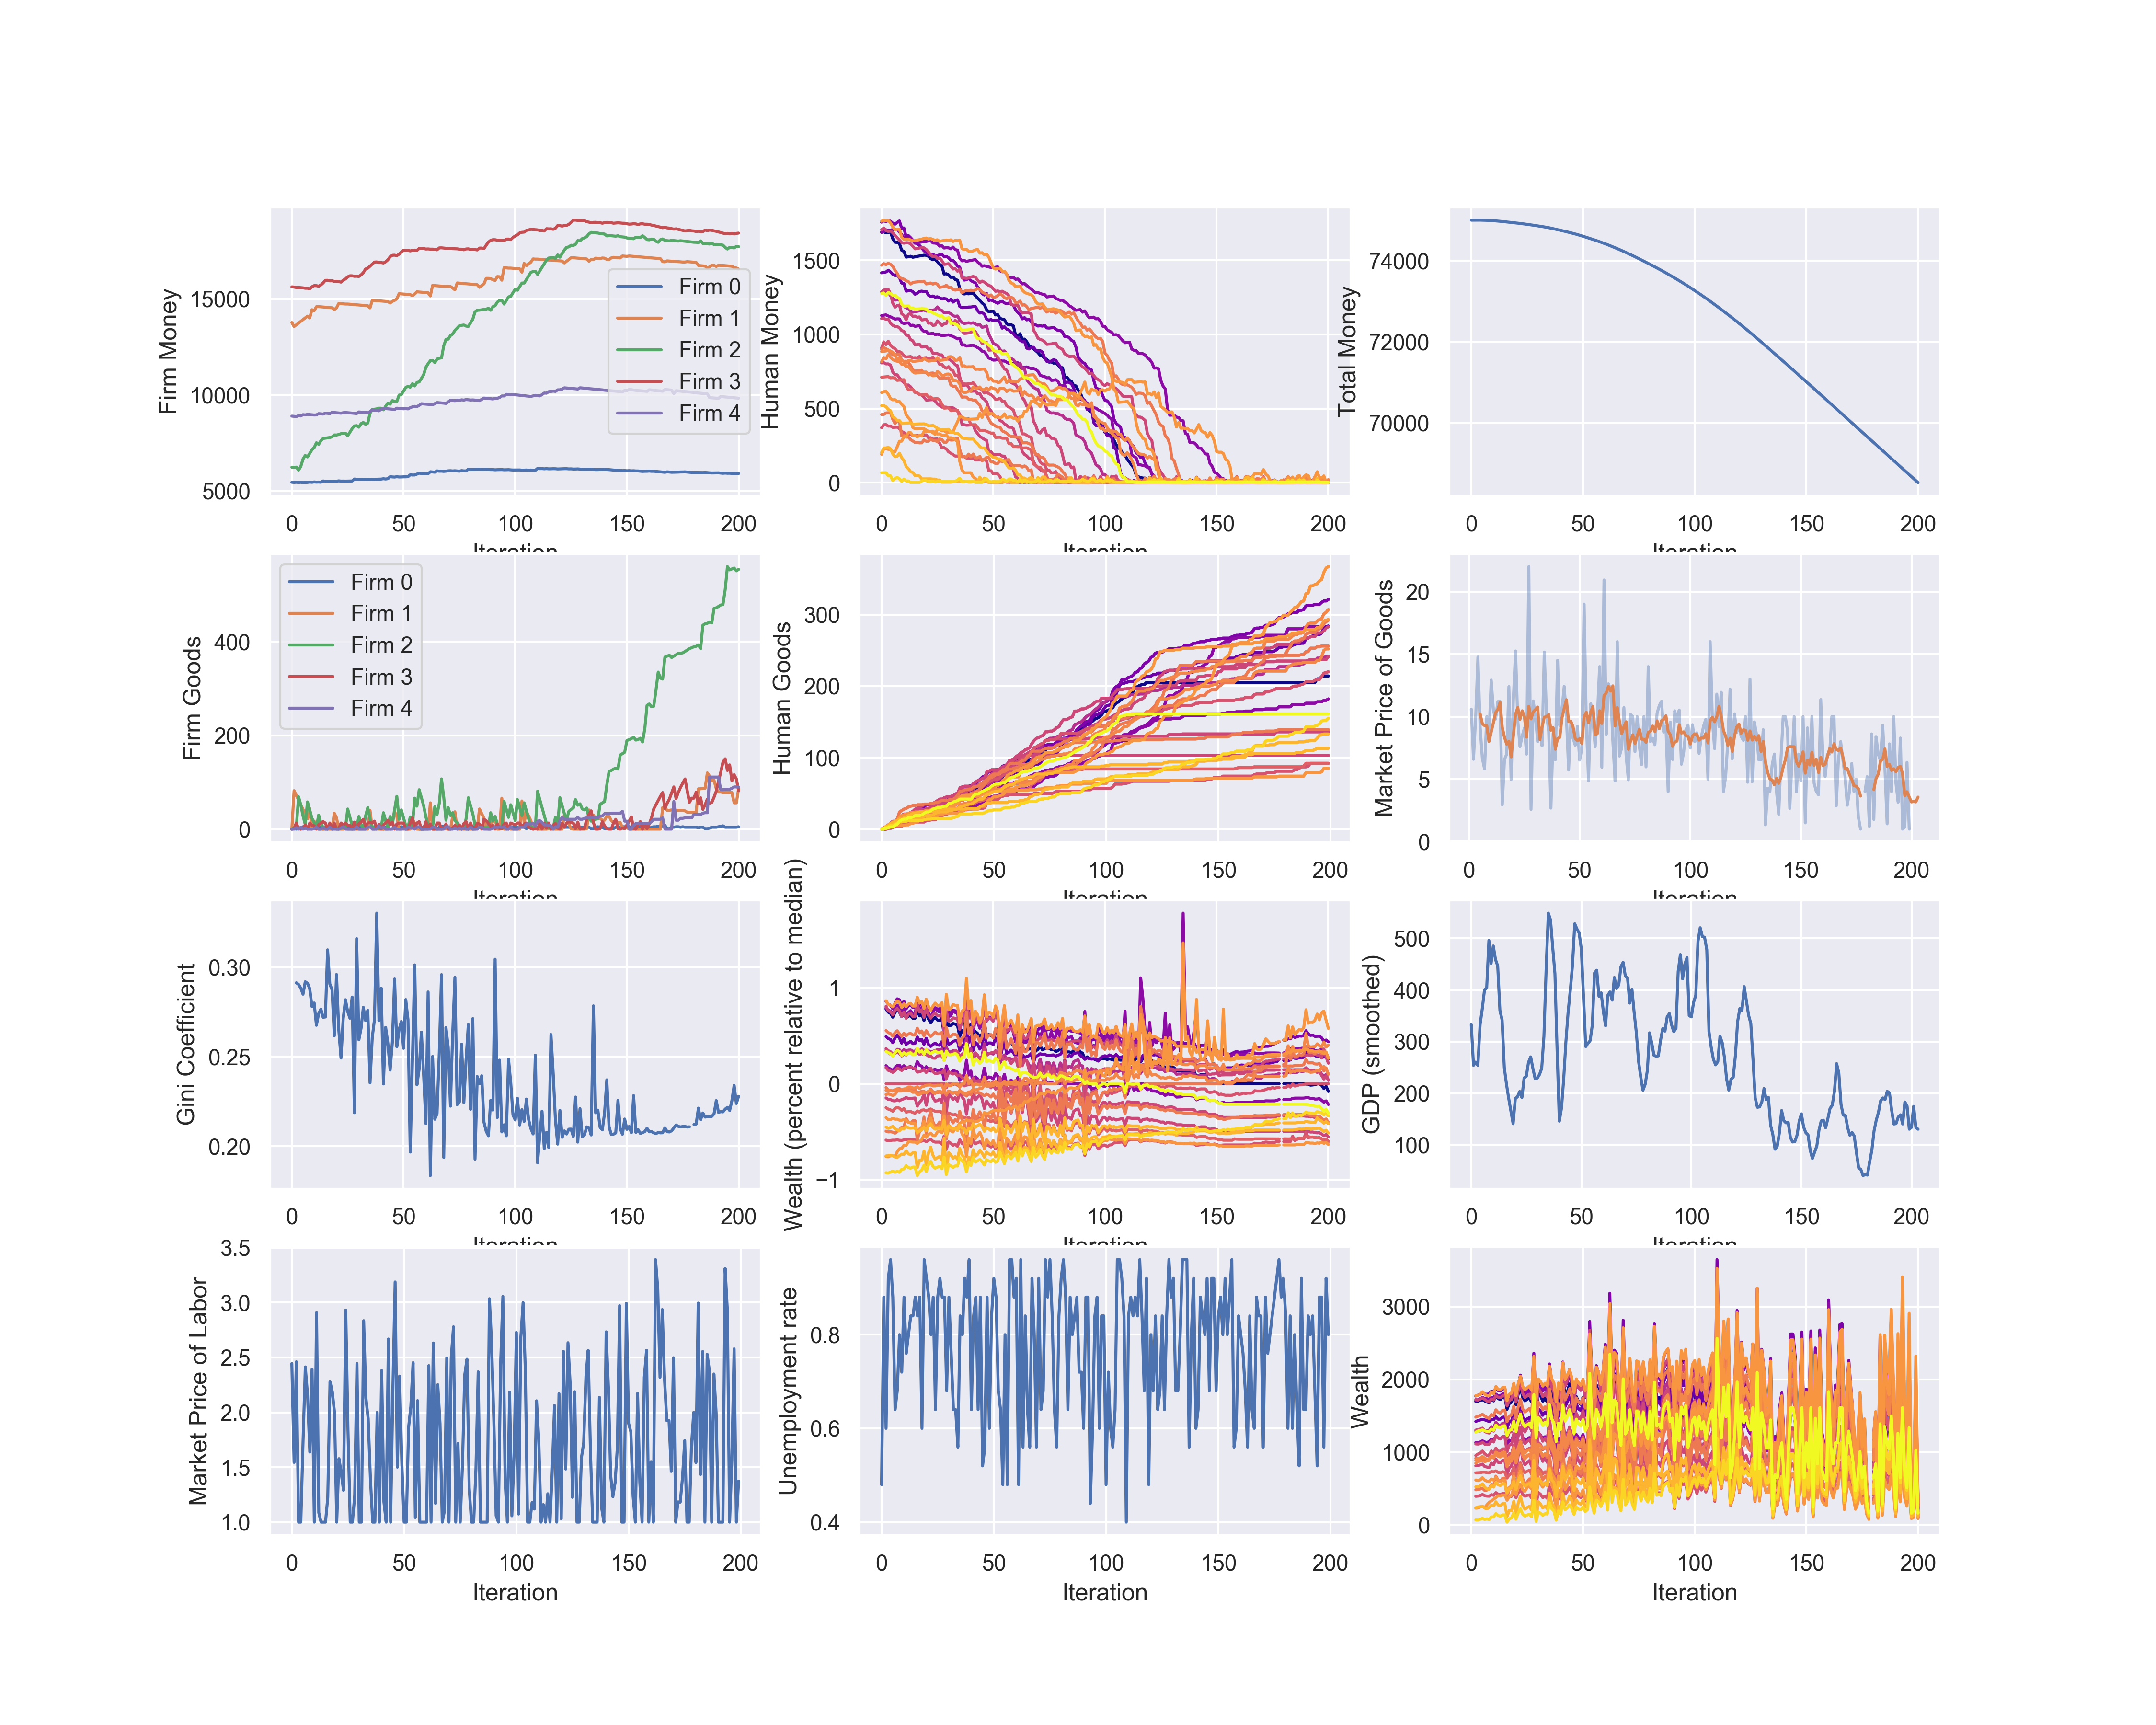 Firm Money
15000
10000
5000
Firm 0
Firm 1
Firm 2
Firm 3
Firm 4
0 50 100 150 200
Iteration
Human Money
1500
1000
500
0
0 50 100 150 200
Iteration
Total Money
74000
72000
70000
0 50 100 150 200
Iteration
Firm Goods
400
200
0
Firm 0
Firm 1
Firm 2
Firm 3
Firm 4
0 50 100 150 200
Iteration
Human Goods
300
200
100
0
0 50 100 150 200
Iteration
Market Price of Goods
20
15
10
5
0
0 50 100 150 200
Iteration
Gini Coefficient
0.30
0.25
0.20
0 50 100 150 200
Iteration
Wealth (percent relative to median)
1
0
−1
0 50 100 150 200
Iteration
GDP (smoothed)
500
400
300
200
100
0 50 100 150 200
Iteration
Market Price of Labor
3.5
3.0
2.5
2.0
1.5
1.0
0 50 100 150 200
Iteration
Unemployment rate
0.8
0.6
0.4
0 50 100 150 200
Iteration
Wealth
3000
2000
1000
0
0 50 100 150 200
Iteration